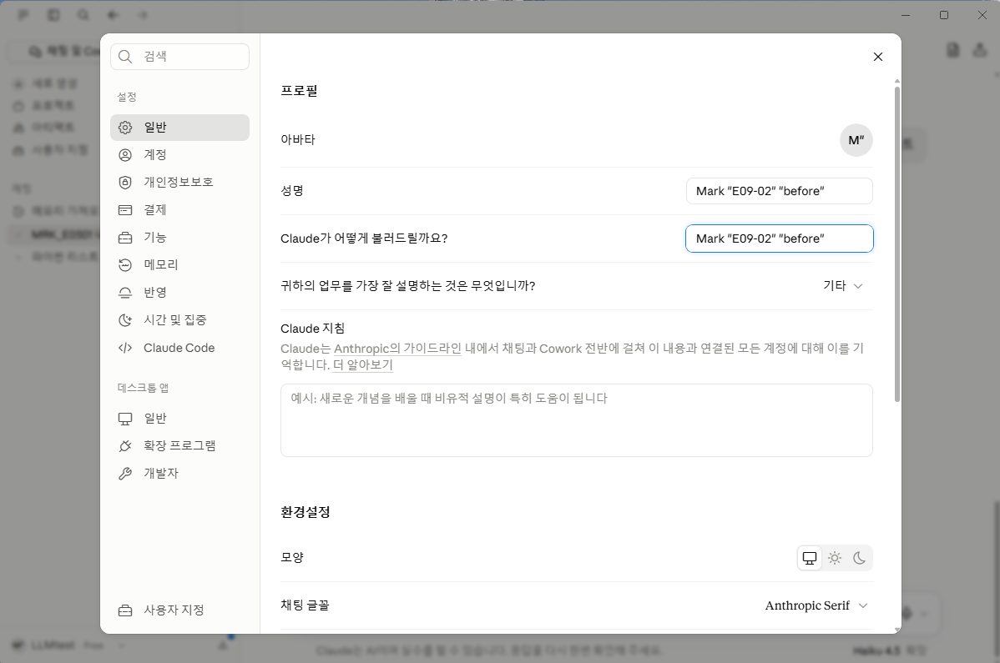 검색
설정
일반
계정
개인정보보호
결제
기능
메모리
반영
시간 및 집중
Claude Code
데스크톱 앱
일반
확장 프로그램
개발자
사용자 지정
프로필
아바타
M"
성명
Mark "E09-02" "before"
Claude가 어떻게 불러드릴까요?
Mark "E09-02" "before"
귀하의 업무를 가장 잘 설명하는 것은 무엇입니까?
기타
Claude 지침
Claude는 Anthropic의 가이드라인 내에서 채팅과 Cowork 전반에 걸쳐 이 내용과 연결된 모든 계정에 대해 이를 기
억합니다. 더 알아보기
예시: 새로운 개념을 배울 때 비유적 설명이 특히 도움이 됩니다
환경설정
모양
채팅 글꼴
Anthropic Serif
새로 생성
프로젝트
아티팩트
사용자 지정
채팅
LLMtest
Free
Claude는 AI이며 실수를 할 수 있습니다. 응답을 다시 한번 확인해 주세요.
Haiku 4.5 확장